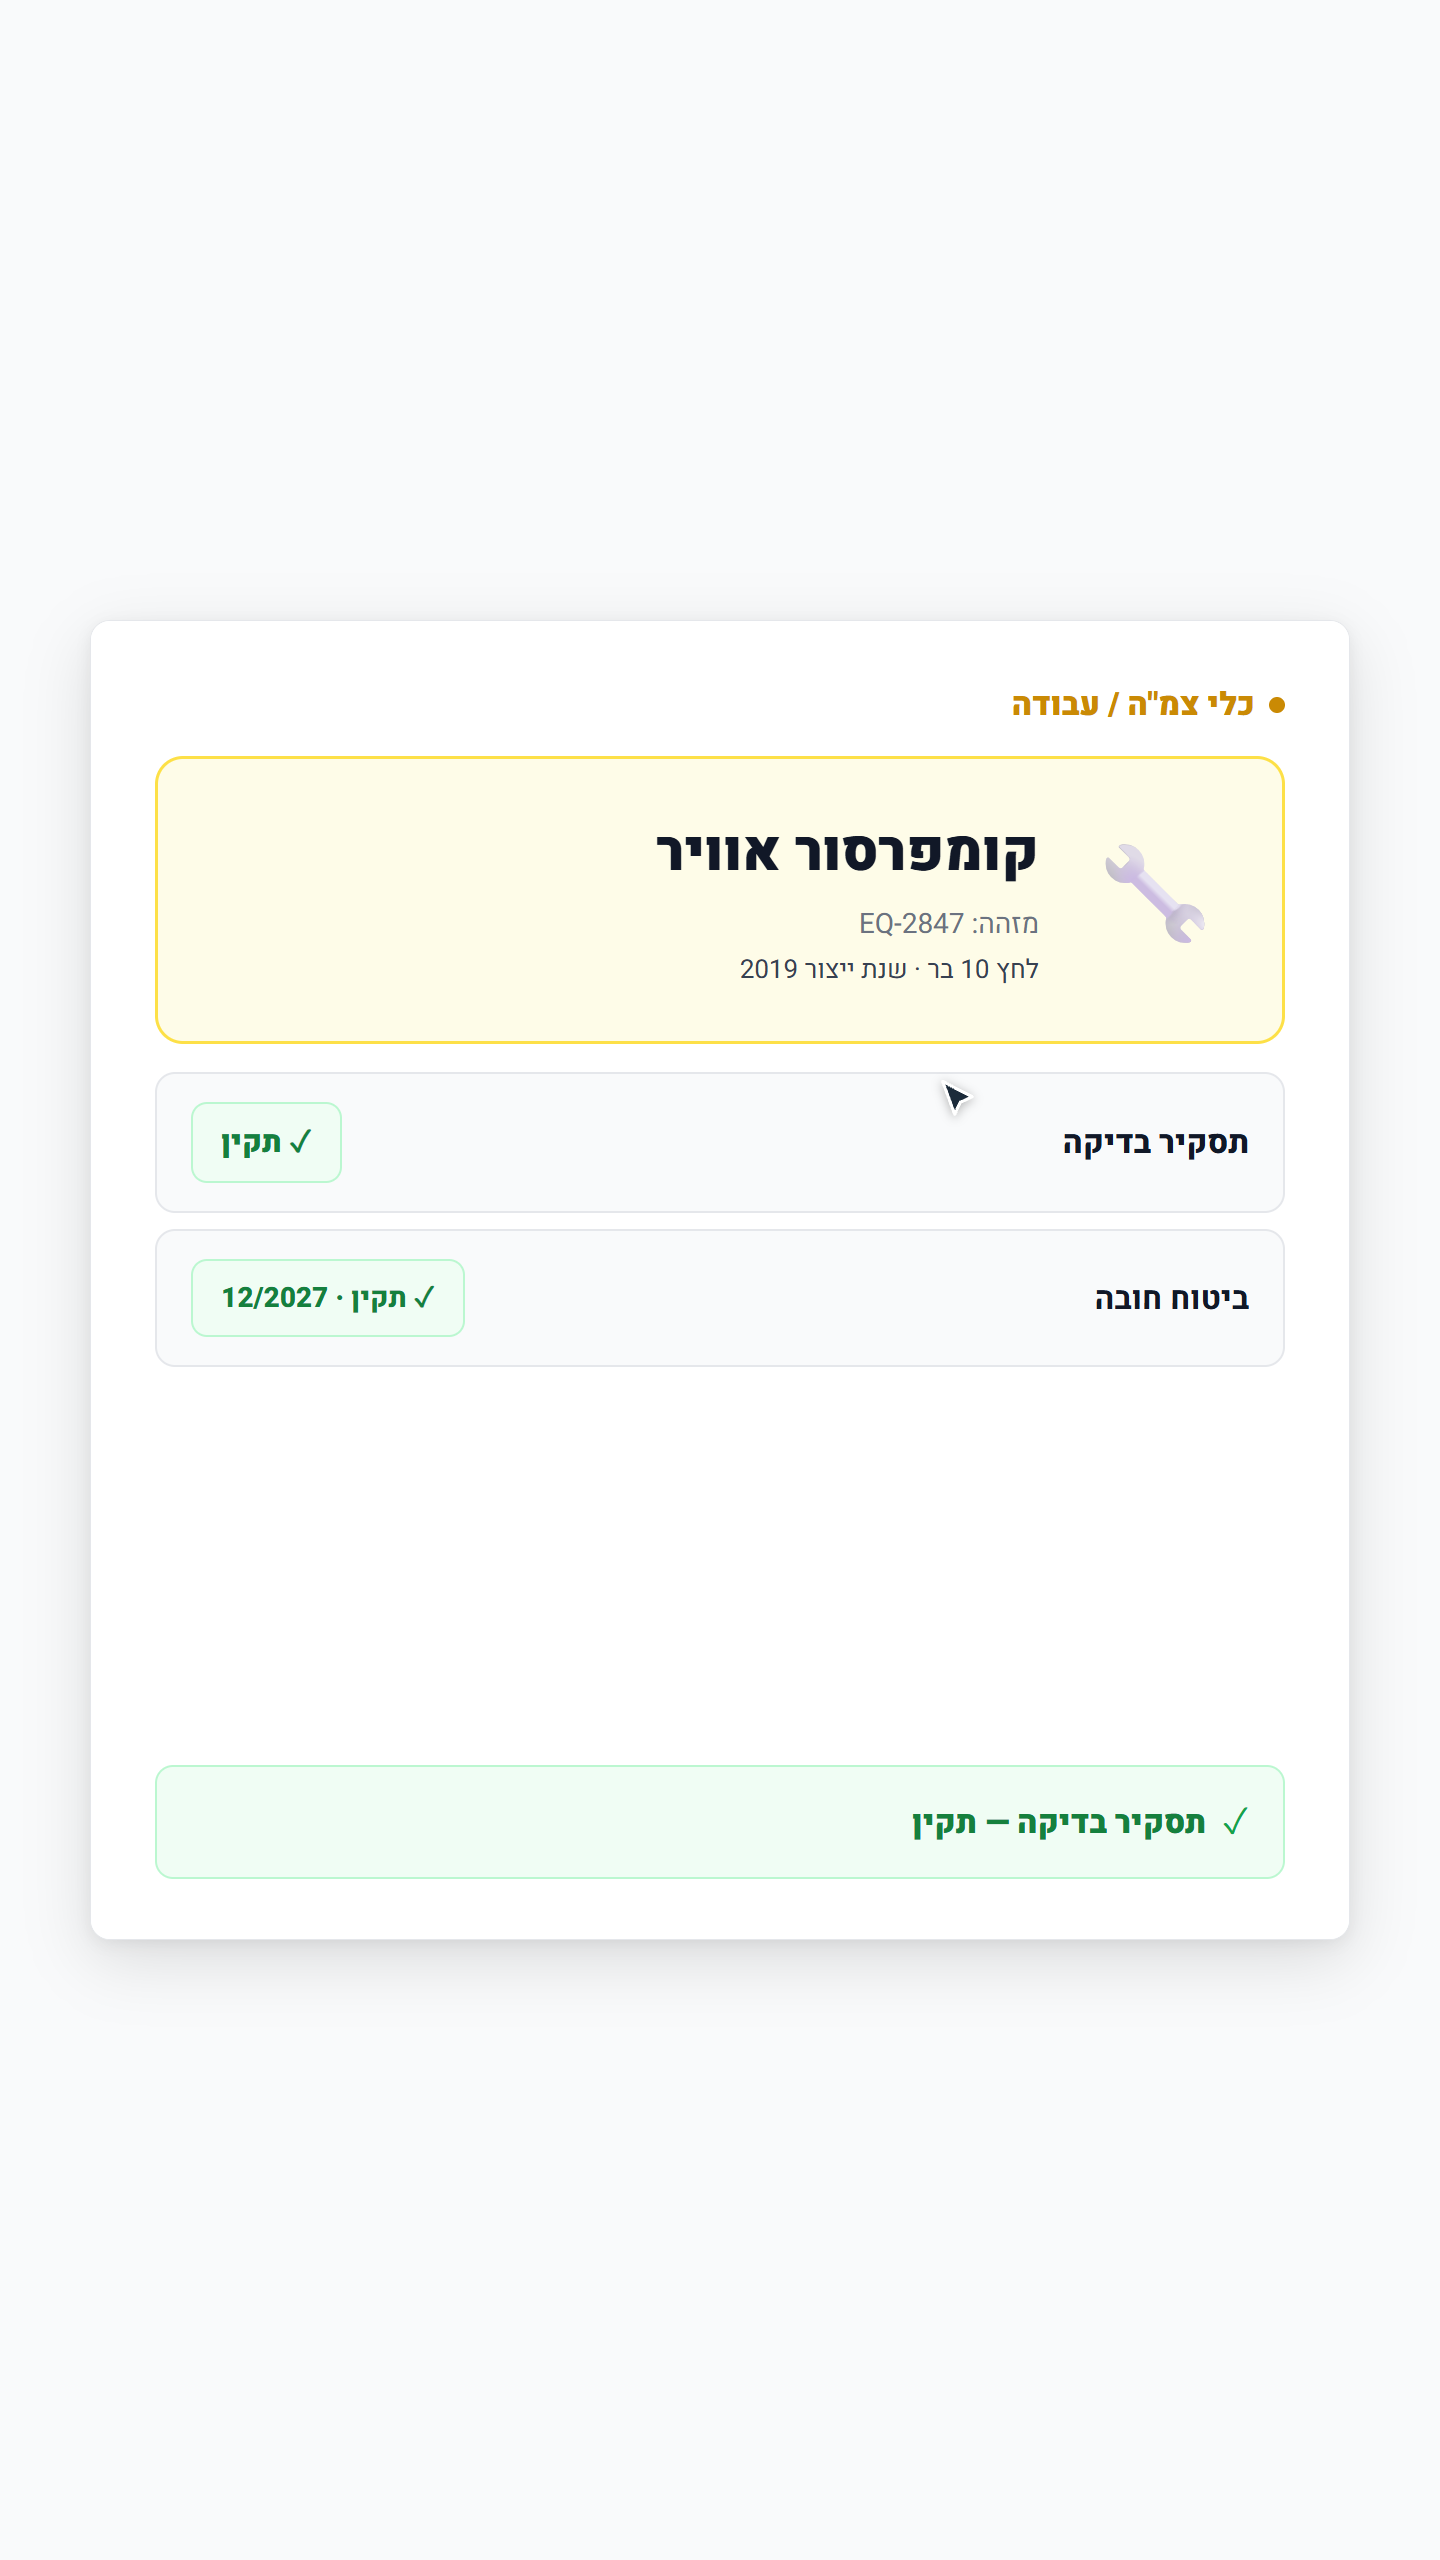 כלי צמ"ה / עבודה
קומפרסור אוויר
מזהה: EQ-2847
לחץ 10 בר · שנת ייצור 2019
תסקיר בדיקה
✓ תקין
ביטוח חובה
✓ תקין · 12/2027
✓ תסקיר בדיקה — תקין